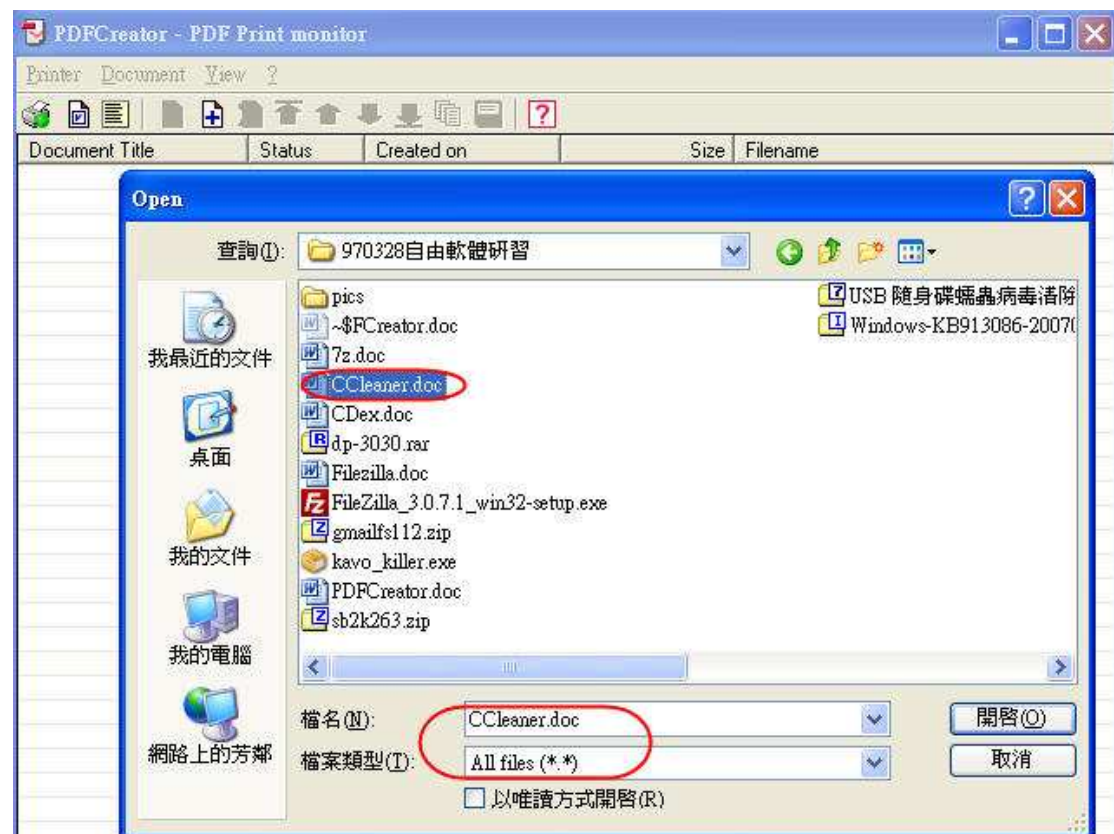 PDFCreator - PDF Print monitor
Printer Document View ?
Document Title Status Created on Size Filename
Open
查詢(I): 970328自由軟體研習
pics
~$FCreator.doc
7z.doc
CCleaner.doc
CDex.doc
dp-3030.rar
Filezilla.doc
FileZilla_3.0.7.1_win32-setup.exe
gmailfs112.zip
kavo_killer.exe
PDFCreator.doc
sb2k263.zip
USB 隨身碟蠕蟲病毒清除
Windows-KB913086-2007
我最近的文件
桌面
我的文件
我的電腦
網路上的芳鄰
檔名(N): CCleaner.doc 開啓(O)
檔案類型(T): All files (*.*) 取消
以唯讀方式開啓(R)